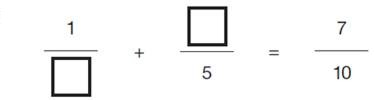 1/□ + □/5 = 7/10